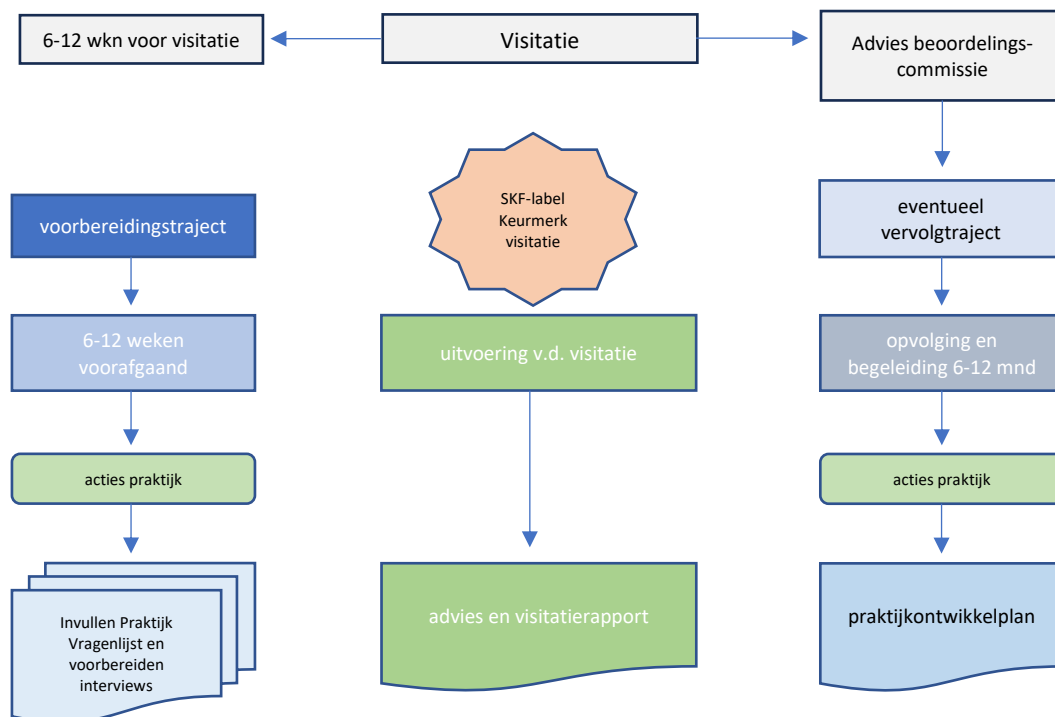 6-12 wkn voor visitatie
Visitatie
Advies beoordelings-
commissie
voorbereidingstraject
SKF-label
Keurmerk
visitatie
eventueel
vervolgtraject
6-12 weken
voorafgaand
uitvoering v.d. visitatie
opvolging en
begeleiding 6-12 mnd
acties praktijk
acties praktijk
Invullen Praktijk
Vragenlijst en
voorbereiden
interviews
advies en visitatierapport
praktijkontwikkelplan